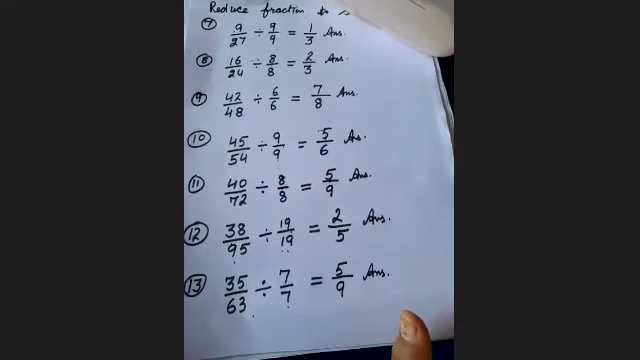 Reduce fraction to
7 9/27 ÷ 9/9 = 1/3 Ans.
8 16/24 ÷ 8/8 = 2/3 Ans.
9 42/48 ÷ 6/6 = 7/8 Ans.
10 45/54 ÷ 9/9 = 5/6 Ans.
11 40/72 ÷ 8/8 = 5/9 Ans.
12 38/95 ÷ 19/19 = 2/5 Ans.
13 35/63 ÷ 7/7 = 5/9 Ans.